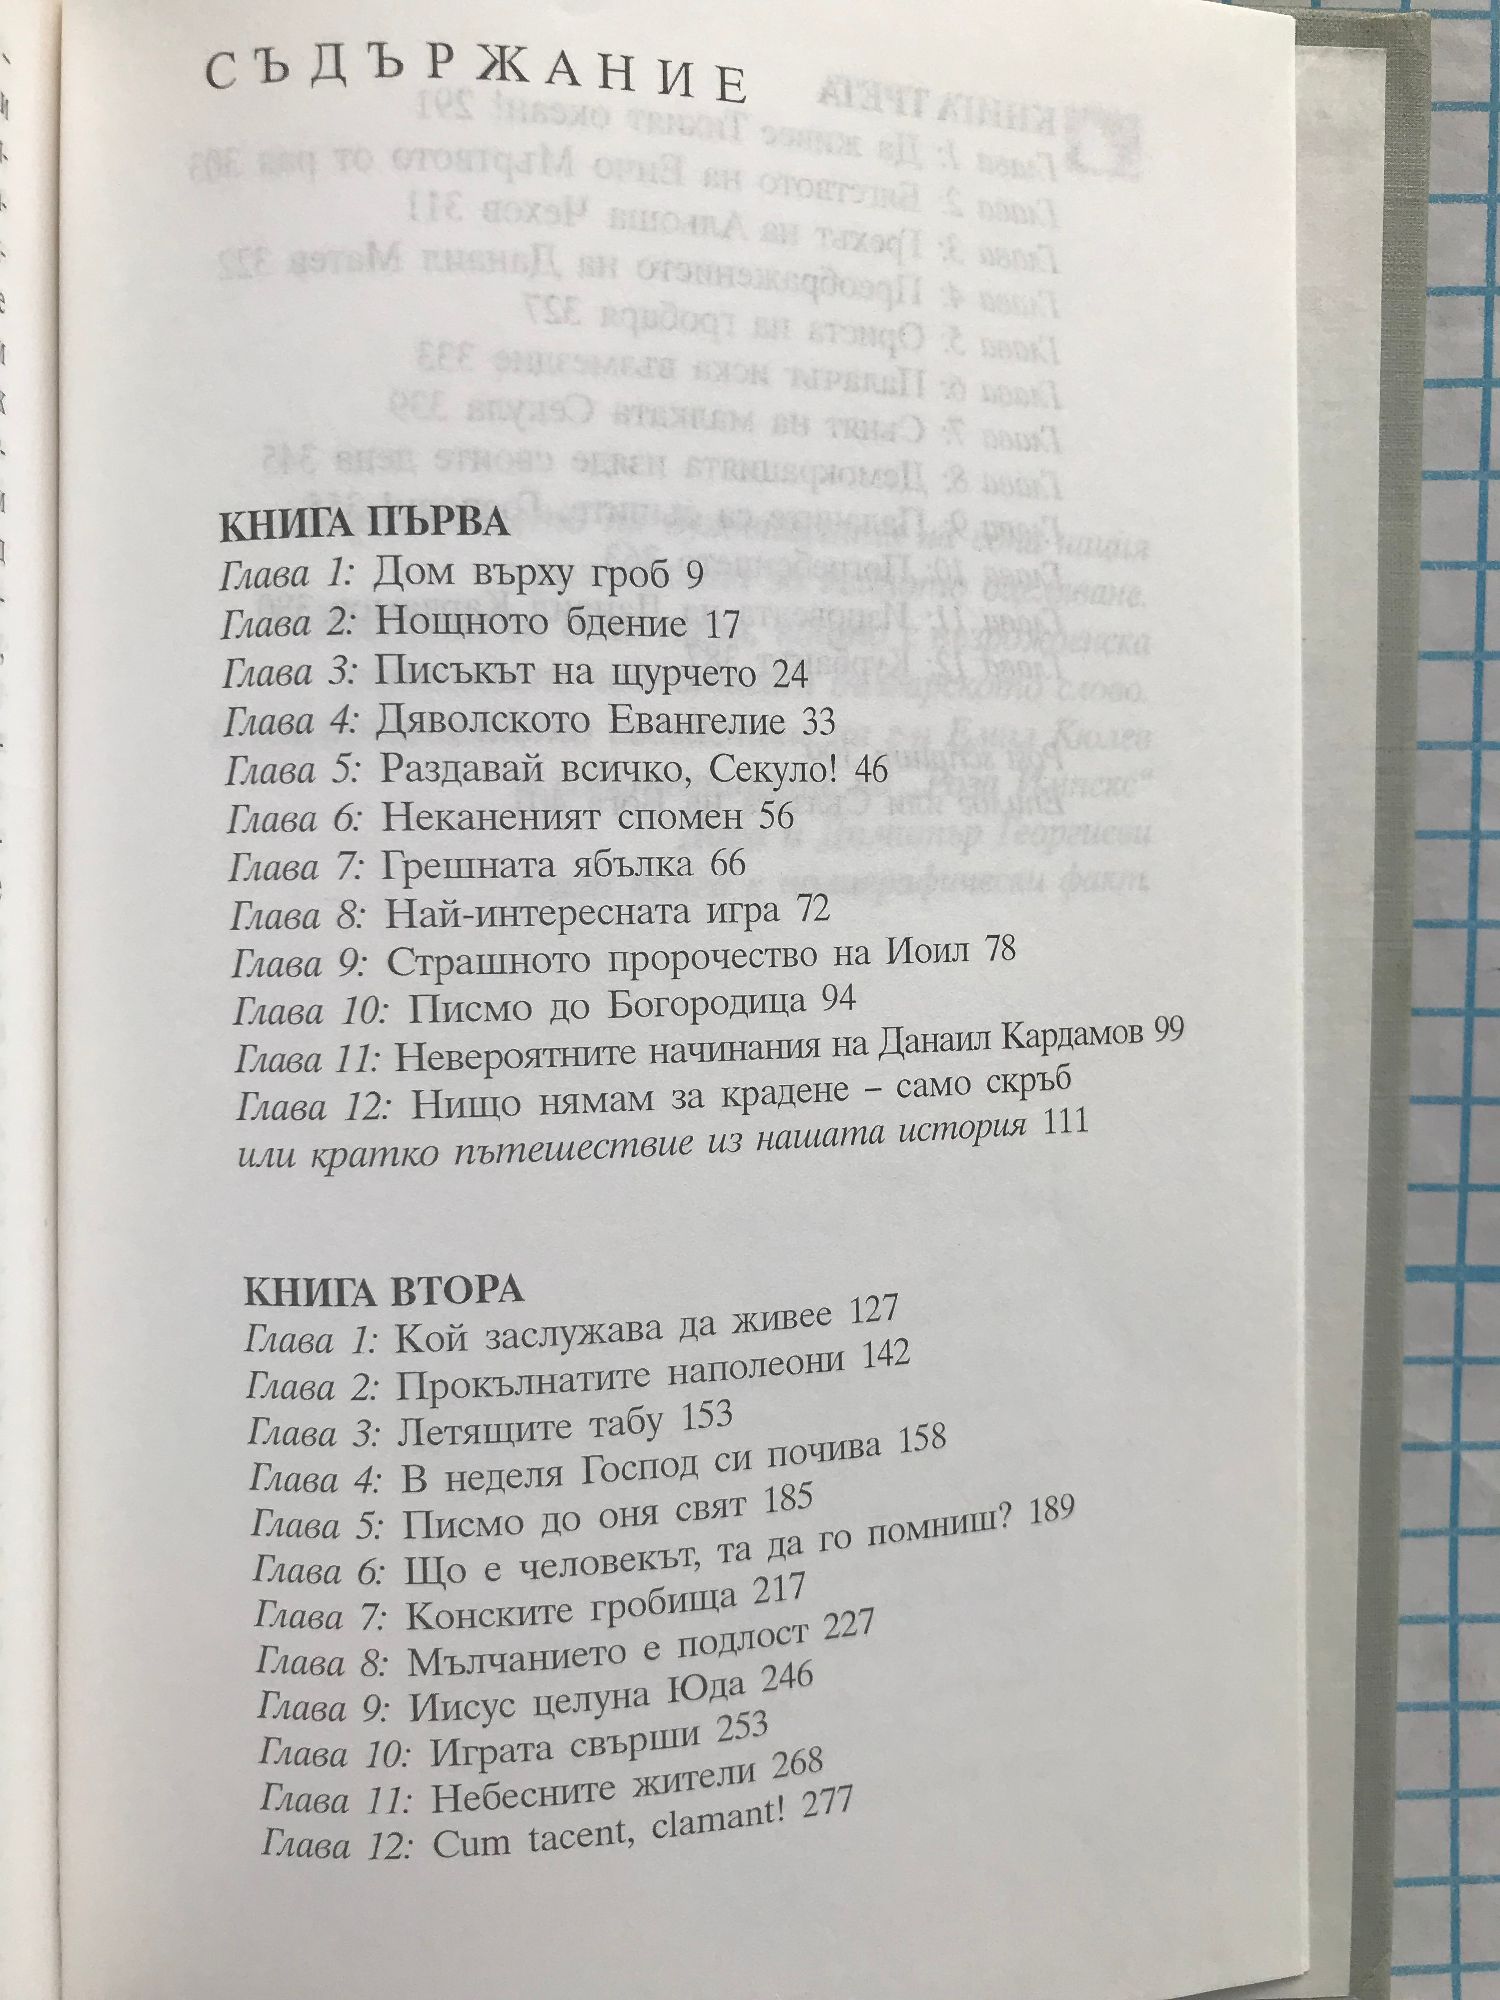 СЪДЪРЖАНИЕ
КНИГА ПЪРВА
Глава 1: Дом върху гроб 9
Глава 2: Нощното бдение 17
Глава 3: Писъкът на щурчето 24
Глава 4: Дяволското Евангелие 33
Глава 5: Раздавай всичко, Секуло! 46
Глава 6: Неканеният спомен 56
Глава 7: Грешната ябълка 66
Глава 8: Най-интересната игра 72
Глава 9: Страшното пророчество на Иоил 78
Глава 10: Писмо до Богородица 94
Глава 11: Невероятните начинания на Данаил Кардамов 99
Глава 12: Нищо нямам за крадене – само скръб
или кратко пътешествие из нашата история 111
КНИГА ВТОРА
Глава 1: Кой заслужава да живее 127
Глава 2: Прокълнатите наполеони 142
Глава 3: Летящите табу 153
Глава 4: В неделя Господ си почива 158
Глава 5: Писмо до оня свят 185
Глава 6: Що е человекът, та да го помниш? 189
Глава 7: Конските гробища 217
Глава 8: Мълчанието е подлост 227
Глава 9: Иисус целуна Юда 246
Глава 10: Играта свърши 253
Глава 11: Небесните жители 268
Глава 12: Cum tacent, clamant! 277